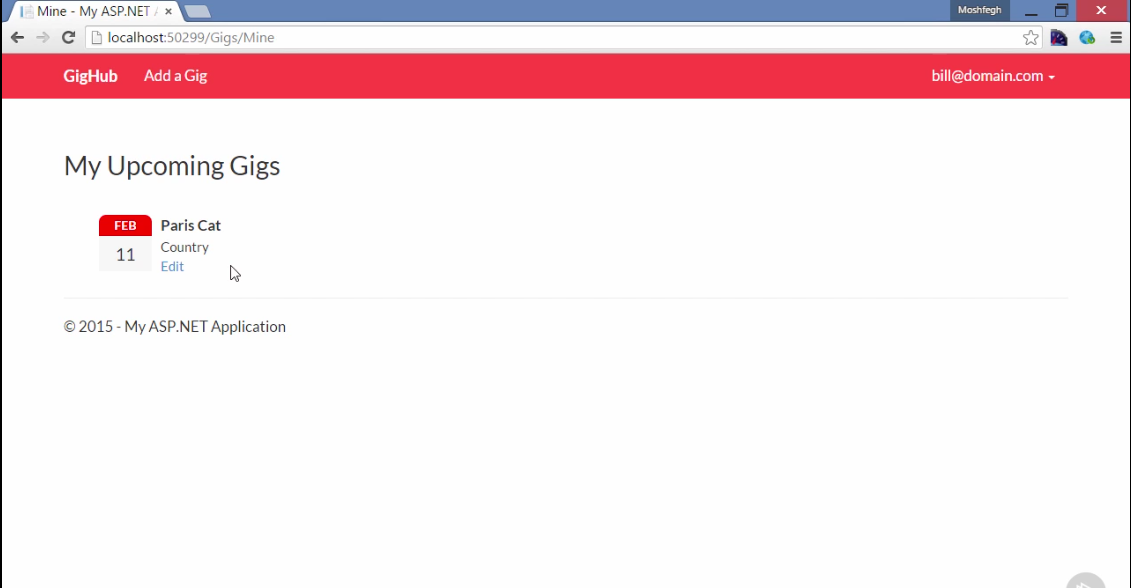 Mine - My ASP.NET A
Moshfegh
localhost:50299/Gigs/Mine
GigHub Add a Gig bill@domain.com
My Upcoming Gigs
FEB
11
Paris Cat
Country
Edit
© 2015 - My ASP.NET Application